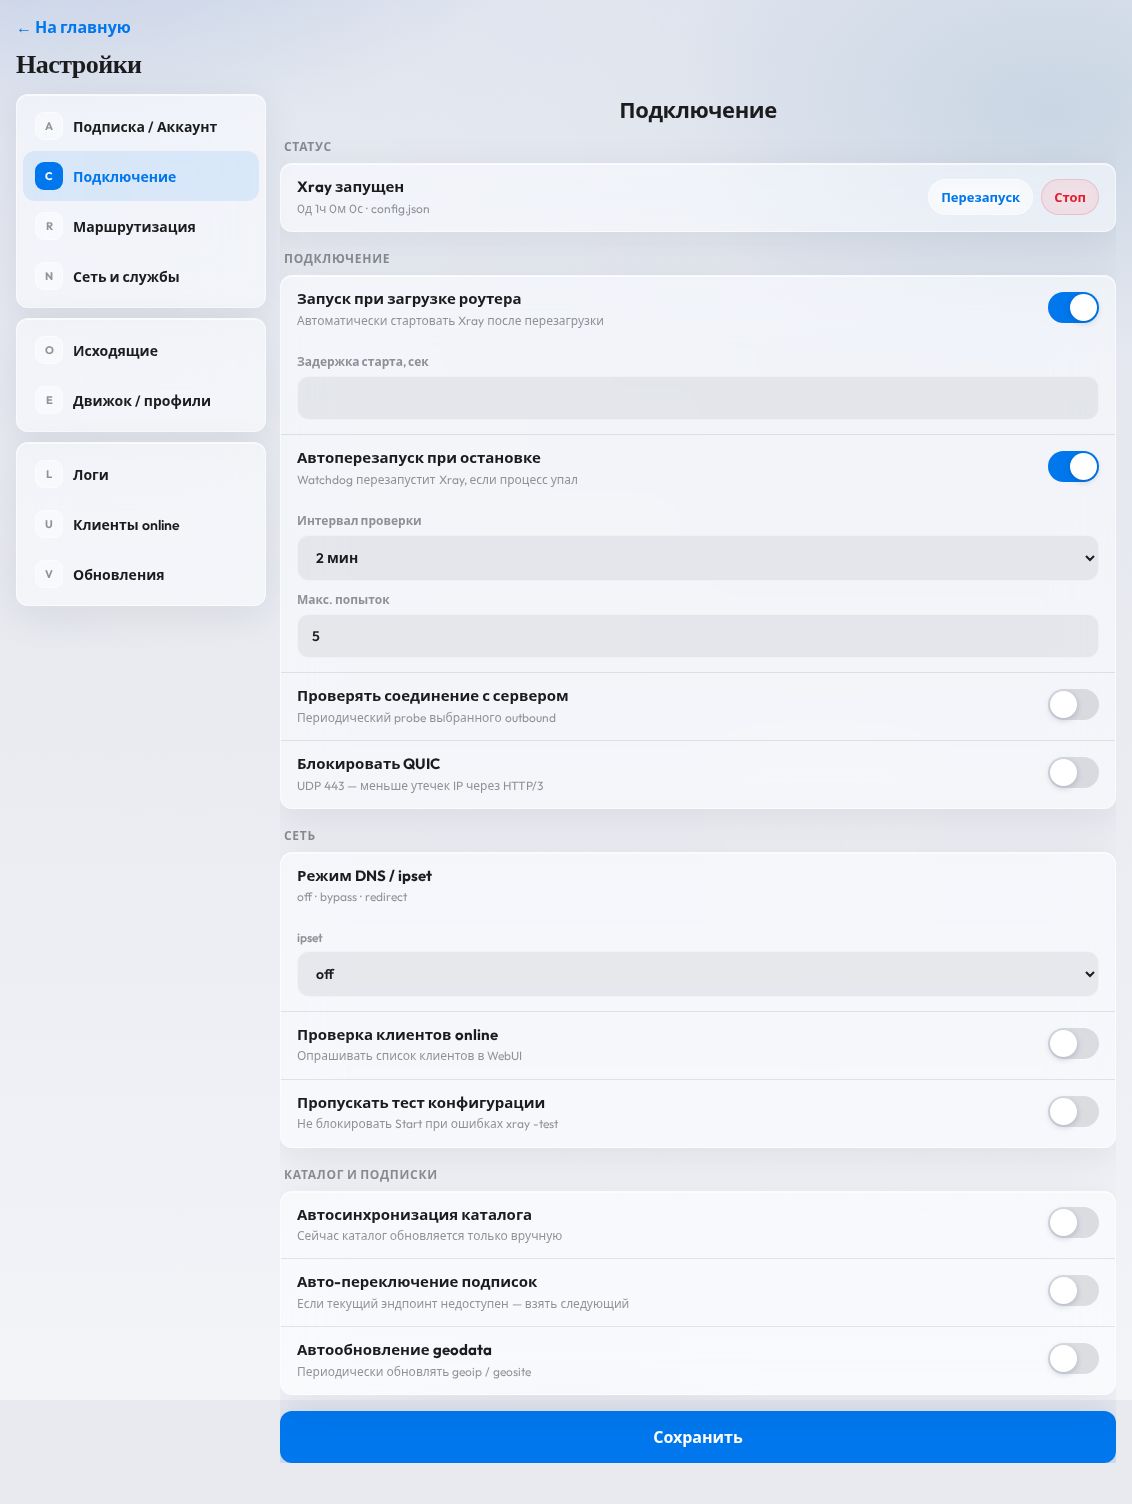 ← На главную
Настройки
A Подписка / Аккаунт
C Подключение
R Маршрутизация
N Сеть и службы
O Исходящие
E Движок / профили
L Логи
U Клиенты online
V Обновления
Подключение
СТАТУС
Xray запущен
0д 1ч 0м 0с · config.json
Перезапуск
Стоп
ПОДКЛЮЧЕНИЕ
Запуск при загрузке роутера
Автоматически стартовать Xray после перезагрузки
Задержка старта, сек
Автоперезапуск при остановке
Watchdog перезапустит Xray, если процесс упал
Интервал проверки
2 мин
Макс. попыток
5
Проверять соединение с сервером
Периодический probe выбранного outbound
Блокировать QUIC
UDP 443 — меньше утечек IP через HTTP/3
СЕТЬ
Режим DNS / ipset
off · bypass · redirect
ipset
off
Проверка клиентов online
Опрашивать список клиентов в WebUI
Пропускать тест конфигурации
Не блокировать Start при ошибках xray -test
КАТАЛОГ И ПОДПИСКИ
Автосинхронизация каталога
Сейчас каталог обновляется только вручную
Авто-переключение подписок
Если текущий эндпоинт недоступен — взять следующий
Автообновление geodata
Периодически обновлять geoip / geosite
Сохранить